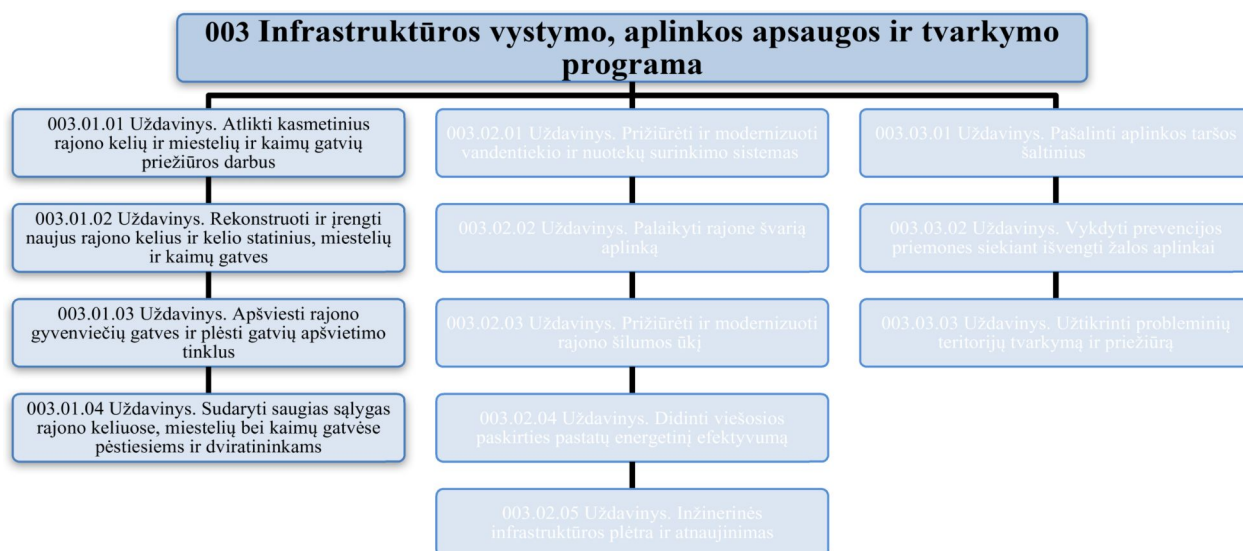 003 Infrastruktūros vystymo, aplinkos apsaugos ir tvarkymo
programa
003.01.01 Uždavinys. Atlikti kasmetinius
rajono kelių ir miestelių ir kaimų gatvių
priežiūros darbus
003.01.02 Uždavinys. Rekonstruoti ir įrengti
naujus rajono kelius ir kelio statinius, miestelių
ir kaimų gatves
003.01.03 Uždavinys. Apšviesti rajono
gyvenviečių gatves ir plėsti gatvių apšvietimo
tinklus
003.01.04 Uždavinys. Sudaryti saugias sąlygas
rajono keliuose, miestelių bei kaimų gatvėse
pėstiesiems ir dviratininkams
003.02.01 Uždavinys. Prižiūrėti ir modernizuoti
vandentiekio ir nuotekų surinkimo sistemas
003.02.02 Uždavinys. Palaikyti rajone švarią
aplinką
003.02.03 Uždavinys. Prižiūrėti ir modernizuoti
rajono šilumos ūkį
003.02.04 Uždavinys. Didinti viešosios
paskirties pastatų energetinį efektyvumą
003.02.05 Uždavinys. Inžinerinės
infrastruktūros plėtra ir atnaujinimas
003.03.01 Uždavinys. Pašalinti aplinkos taršos
šaltinius
003.03.02 Uždavinys. Vykdyti prevencijos
priemones siekiant išvengti žalos aplinkai
003.03.03 Uždavinys. Užtikrinti probleminių
teritorijų tvarkymą ir priežiūrą